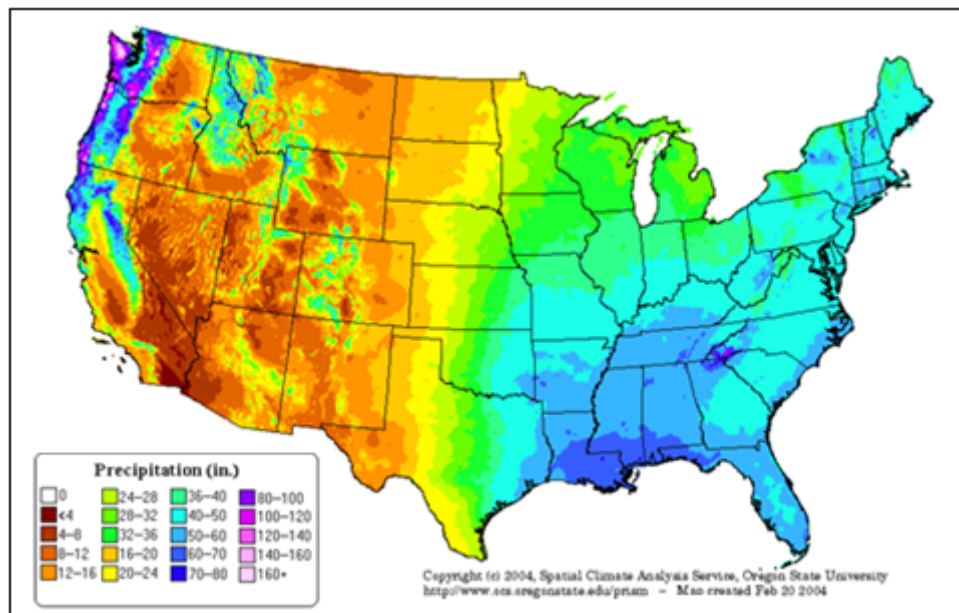 Precipitation (in.)
0 24–28 36–40 80–100
<4 28–32 40–50 100–120
4–8 32–36 50–60 120–140
8–12 16–20 60–70 140–160
12–16 20–24 70–80 160+
Copyright (c) 2004, Spatial Climate Analysis Service, Oregon State University
http://www.ocs.oregonstate.edu/prism – Map created Feb 20 2004